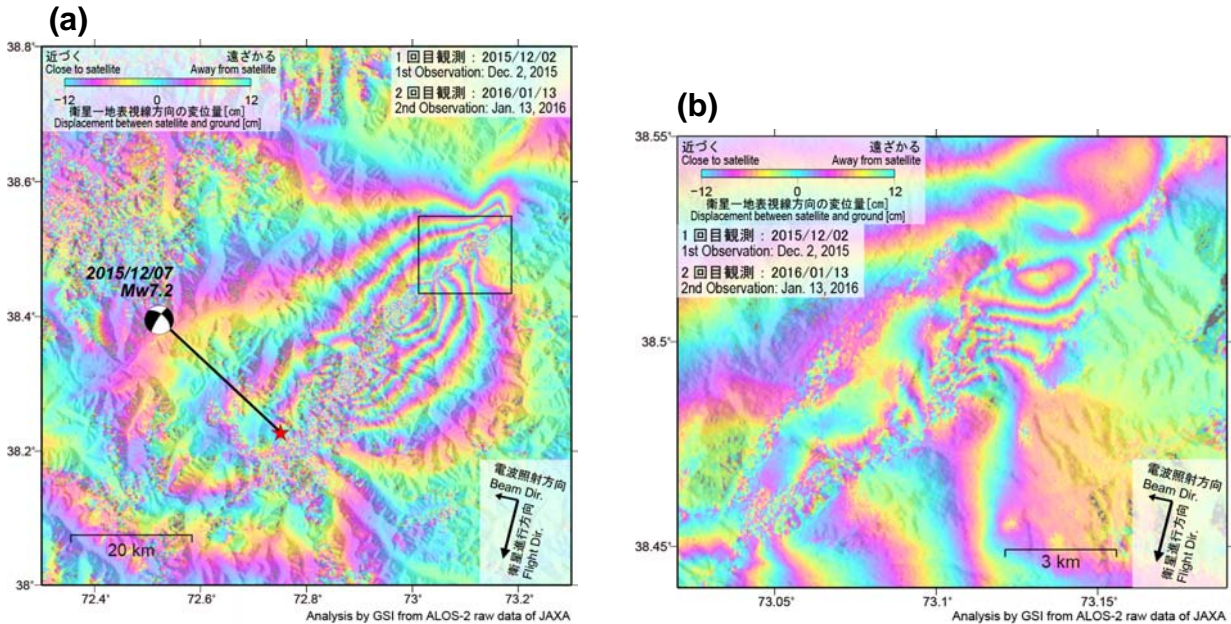 (a)
38.8°
38.6°
38.4°
38.2°
38°
72.4°
72.6°
72.8°
73°
73.2°
近づく 遠ざかる
Close to satellite Away from satellite
−12 0 12
衛星−地表視線方向の変位量[㎝]
Displacement between satellite and ground [cm]
1 回目観測：2015/12/02
1st Observation: Dec. 2, 2015
2 回目観測：2016/01/13
2nd Observation: Jan. 13, 2016
2015/12/07
Mw7.2
20 km
電波照射方向
Beam Dir.
衛星進行方向
Flight Dir.
Analysis by GSI from ALOS-2 raw data of JAXA
(b)
38.55°
38.5°
38.45°
73.05°
73.1°
73.15°
近づく 遠ざかる
Close to satellite Away from satellite
−12 0 12
衛星−地表視線方向の変位量[㎝]
Displacement between satellite and ground [cm]
1 回目観測：2015/12/02
1st Observation: Dec. 2, 2015
2 回目観測：2016/01/13
2nd Observation: Jan. 13, 2016
3 km
電波照射方向
Beam Dir.
衛星進行方向
Flight Dir.
Analysis by GSI from ALOS-2 raw data of JAXA